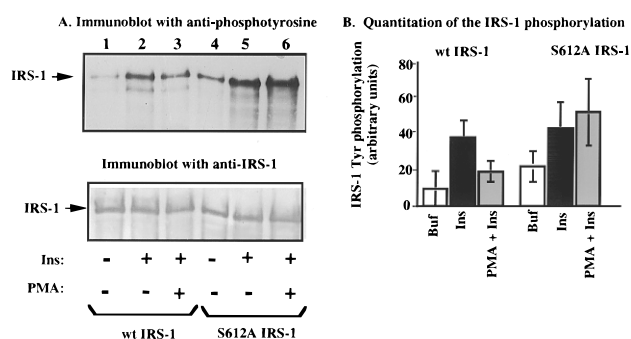 A. Immunoblot with anti-phosphotyrosine
1 2 3 4 5 6
IRS-1
Immunoblot with anti-IRS-1
IRS-1
Ins: - + + - + +
PMA: - - + - - +
wt IRS-1 S612A IRS-1
B. Quantitation of the IRS-1 phosphorylation
wt IRS-1 S612A IRS-1
IRS-1 Tyr phosphorylation
(arbitrary units)
80
60
40
20
0
Buf Ins PMA + Ins Buf Ins PMA + Ins